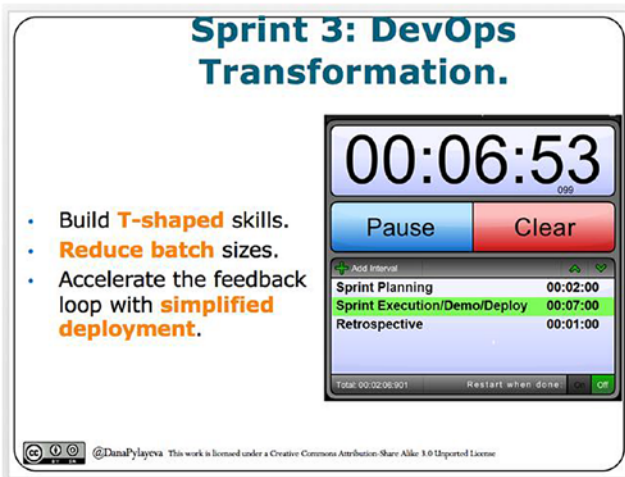 Sprint 3: DevOps
Transformation.
• Build T-shaped skills.
• Reduce batch sizes.
• Accelerate the feedback
loop with simplified
deployment.
00:06:53
099
Pause Clear
Add Interval
Sprint Planning 00:02:00
Sprint Execution/Demo/Deploy 00:07:00
Retrospective 00:01:00
Total: 00:02:06:901 Restart when done: On Off
cc BY SA @DanaPylayeva This work is licensed under a Creative Commons Attribution-Share Alike 3.0 Unported License